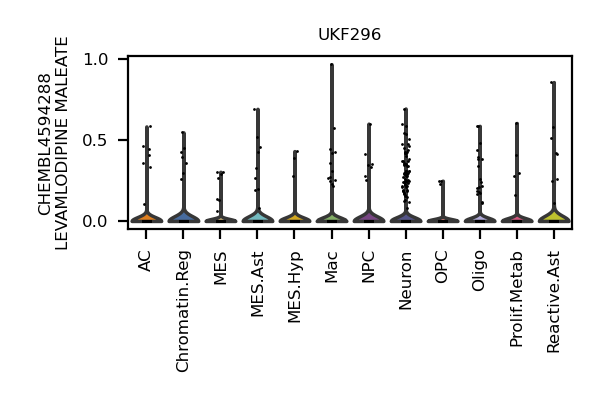 UKF296
CHEMBL4594288
LEVAMLODIPINE MALEATE
1.0
0.5
0.0
AC
Chromatin.Reg
MES
MES.Ast
MES.Hyp
Mac
NPC
Neuron
OPC
Oligo
Prolif.Metab
Reactive.Ast